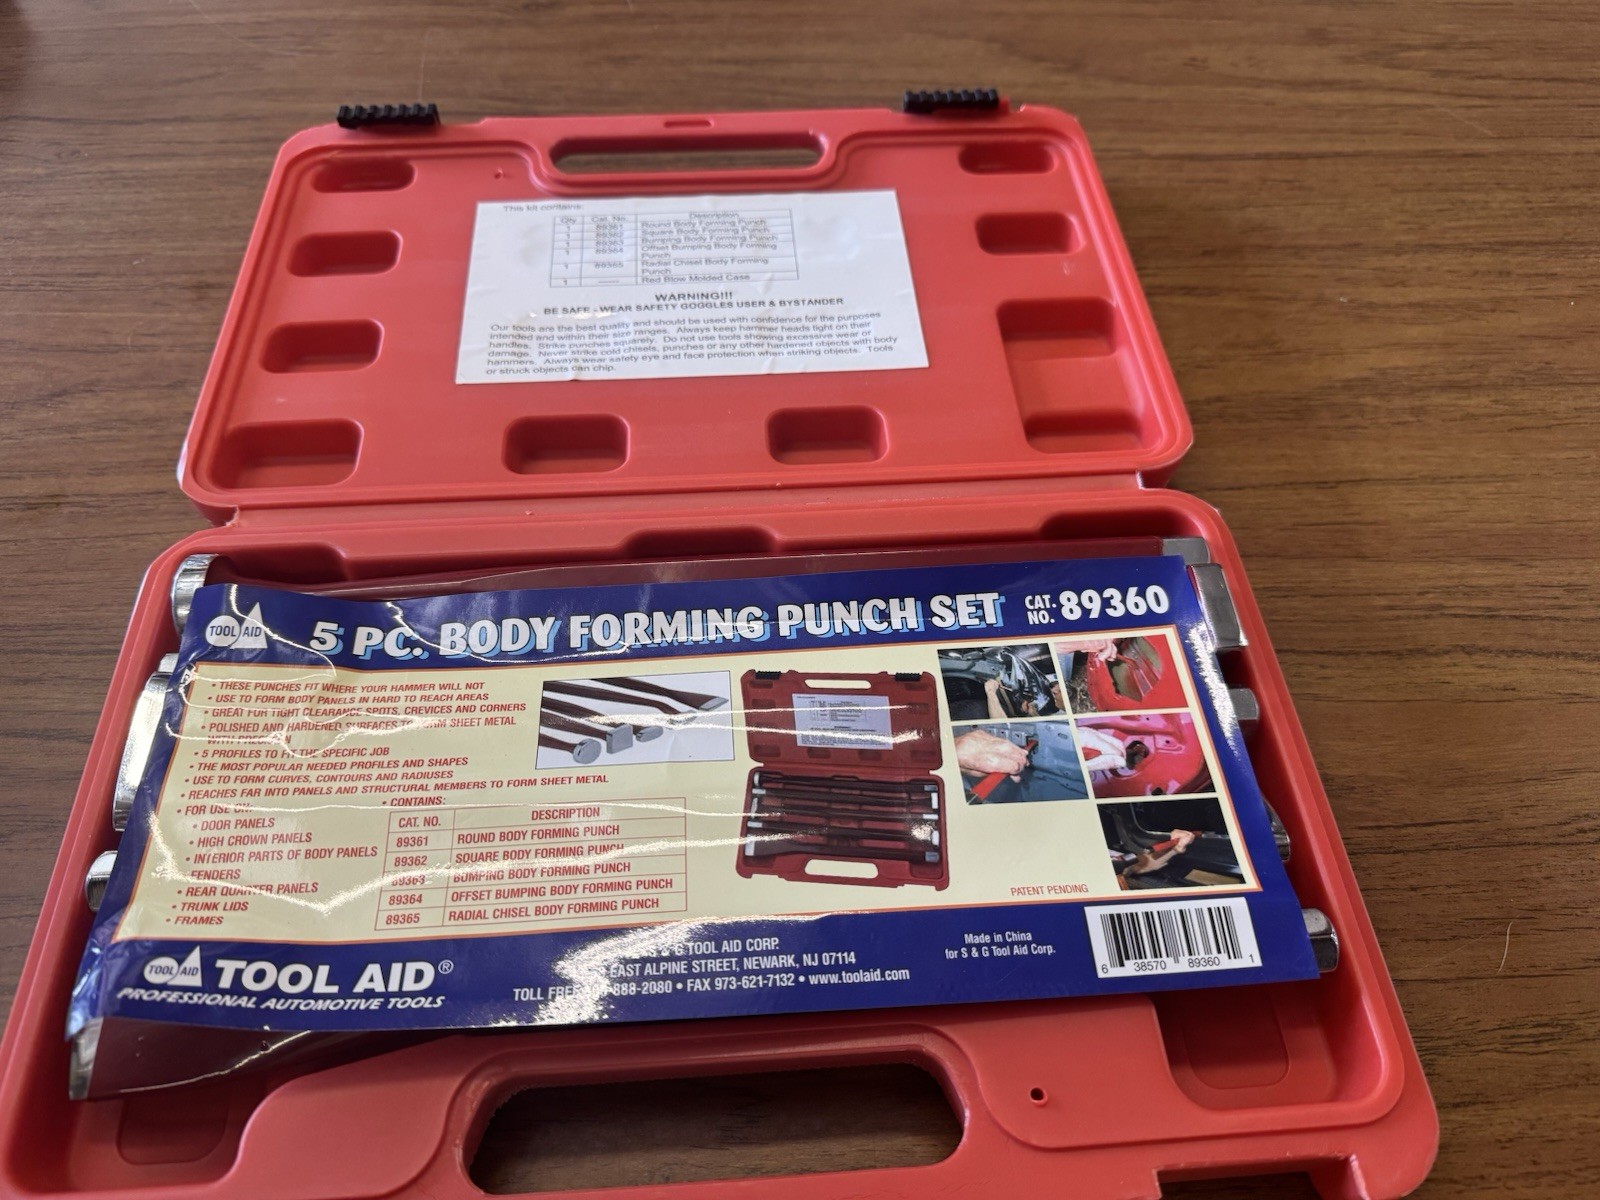 This kit contains:
Qty Cat. No. Description
1 89361 Round Body Forming Punch
1 89362 Square Body Forming Punch
1 89363 Bumping Body Forming Punch
1 89364 Offset Bumping Body Forming
Punch
1 89365 Radial Chisel Body Forming
Punch
1 —— Red Blow Molded Case
WARNING!!!
BE SAFE - WEAR SAFETY GOGGLES USER & BYSTANDER
Our tools are the best quality and should be used with confidence for the purposes
intended and within their size ranges. Always keep hammer heads tight on their
handles. Strike punches squarely. Do not use tools showing excessive wear or
damage. Never strike cold chisels, punches or any other hardened objects with body
hammers. Always wear safety eye and face protection when striking objects. Tools
or struck objects can chip.
TOOL AID
5 PC. BODY FORMING PUNCH SET
CAT. NO. 89360
• THESE PUNCHES FIT WHERE YOUR HAMMER WILL NOT
• USE TO FORM BODY PANELS IN HARD TO REACH AREAS
• GREAT FOR TIGHT CLEARANCE SPOTS, CREVICES AND CORNERS
• POLISHED AND HARDENED SURFACES TO FORM SHEET METAL
WITH PRECISION
• 5 PROFILES TO FIT THE SPECIFIC JOB
• THE MOST POPULAR NEEDED PROFILES AND SHAPES
• USE TO FORM CURVES, CONTOURS AND RADIUSES
• REACHES FAR INTO PANELS AND STRUCTURAL MEMBERS TO FORM SHEET METAL
• FOR USE ON:
• DOOR PANELS
• HIGH CROWN PANELS
• INTERIOR PARTS OF BODY PANELS
FENDERS
• REAR QUARTER PANELS
• TRUNK LIDS
• FRAMES
• CONTAINS:
CAT. NO. DESCRIPTION
89361 ROUND BODY FORMING PUNCH
89362 SQUARE BODY FORMING PUNCH
89363 BUMPING BODY FORMING PUNCH
89364 OFFSET BUMPING BODY FORMING PUNCH
89365 RADIAL CHISEL BODY FORMING PUNCH
PATENT PENDING
TOOL AID TOOL AID®
PROFESSIONAL AUTOMOTIVE TOOLS
S & G TOOL AID CORP.
EAST ALPINE STREET, NEWARK, NJ 07114
TOLL FREE 888-2080 • FAX 973-621-7132 • www.toolaid.com
Made in China
for S & G Tool Aid Corp.
6 38570 89360 1